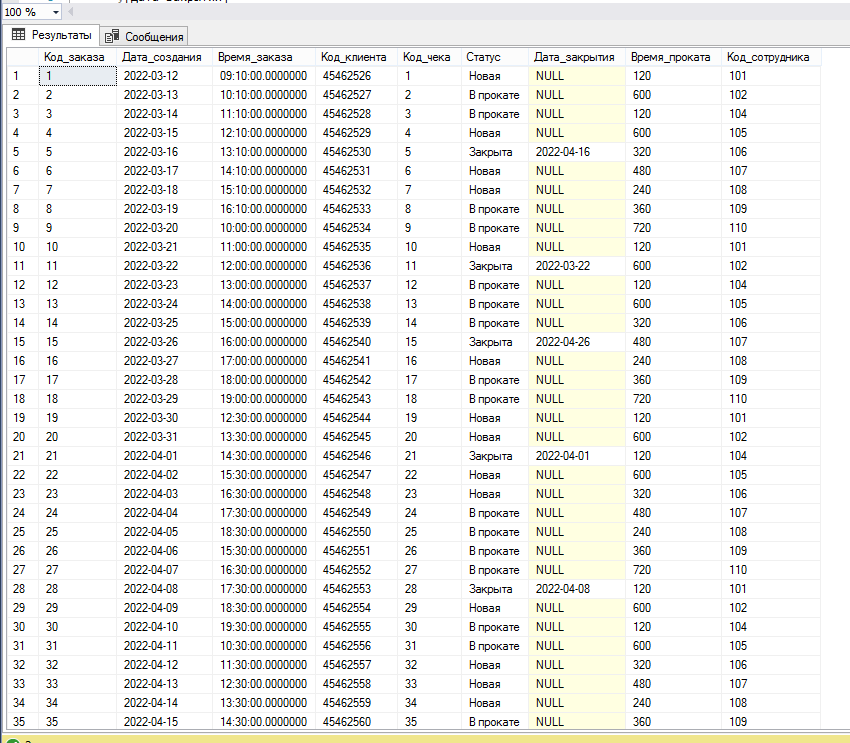 100 %
Результаты Сообщения
Код_заказа Дата_создания Время_заказа Код_клиента Код_чека Статус Дата_закрытия Время_проката Код_сотрудника
1 1 2022-03-12 09:10:00.0000000 45462526 1 Новая NULL 120 101
2 2 2022-03-13 10:10:00.0000000 45462527 2 В прокате NULL 600 102
3 3 2022-03-14 11:10:00.0000000 45462528 3 В прокате NULL 120 104
4 4 2022-03-15 12:10:00.0000000 45462529 4 Новая NULL 600 105
5 5 2022-03-16 13:10:00.0000000 45462530 5 Закрыта 2022-04-16 320 106
6 6 2022-03-17 14:10:00.0000000 45462531 6 Новая NULL 480 107
7 7 2022-03-18 15:10:00.0000000 45462532 7 Новая NULL 240 108
8 8 2022-03-19 16:10:00.0000000 45462533 8 В прокате NULL 360 109
9 9 2022-03-20 10:00:00.0000000 45462534 9 В прокате NULL 720 110
10 10 2022-03-21 11:00:00.0000000 45462535 10 Новая NULL 120 101
11 11 2022-03-22 12:00:00.0000000 45462536 11 Закрыта 2022-03-22 600 102
12 12 2022-03-23 13:00:00.0000000 45462537 12 В прокате NULL 120 104
13 13 2022-03-24 14:00:00.0000000 45462538 13 В прокате NULL 600 105
14 14 2022-03-25 15:00:00.0000000 45462539 14 В прокате NULL 320 106
15 15 2022-03-26 16:00:00.0000000 45462540 15 Закрыта 2022-04-26 480 107
16 16 2022-03-27 17:00:00.0000000 45462541 16 Новая NULL 240 108
17 17 2022-03-28 18:00:00.0000000 45462542 17 В прокате NULL 360 109
18 18 2022-03-29 19:00:00.0000000 45462543 18 В прокате NULL 720 110
19 19 2022-03-30 12:30:00.0000000 45462544 19 Новая NULL 120 101
20 20 2022-03-31 13:30:00.0000000 45462545 20 Новая NULL 600 102
21 21 2022-04-01 14:30:00.0000000 45462546 21 Закрыта 2022-04-01 120 104
22 22 2022-04-02 15:30:00.0000000 45462547 22 Новая NULL 600 105
23 23 2022-04-03 16:30:00.0000000 45462548 23 Новая NULL 320 106
24 24 2022-04-04 17:30:00.0000000 45462549 24 В прокате NULL 480 107
25 25 2022-04-05 18:30:00.0000000 45462550 25 В прокате NULL 240 108
26 26 2022-04-06 15:30:00.0000000 45462551 26 В прокате NULL 360 109
27 27 2022-04-07 16:30:00.0000000 45462552 27 В прокате NULL 720 110
28 28 2022-04-08 17:30:00.0000000 45462553 28 Закрыта 2022-04-08 120 101
29 29 2022-04-09 18:30:00.0000000 45462554 29 Новая NULL 600 102
30 30 2022-04-10 19:30:00.0000000 45462555 30 В прокате NULL 120 104
31 31 2022-04-11 10:30:00.0000000 45462556 31 В прокате NULL 600 105
32 32 2022-04-12 11:30:00.0000000 45462557 32 Новая NULL 320 106
33 33 2022-04-13 12:30:00.0000000 45462558 33 Новая NULL 480 107
34 34 2022-04-14 13:30:00.0000000 45462559 34 Новая NULL 240 108
35 35 2022-04-15 14:30:00.0000000 45462560 35 В прокате NULL 360 109